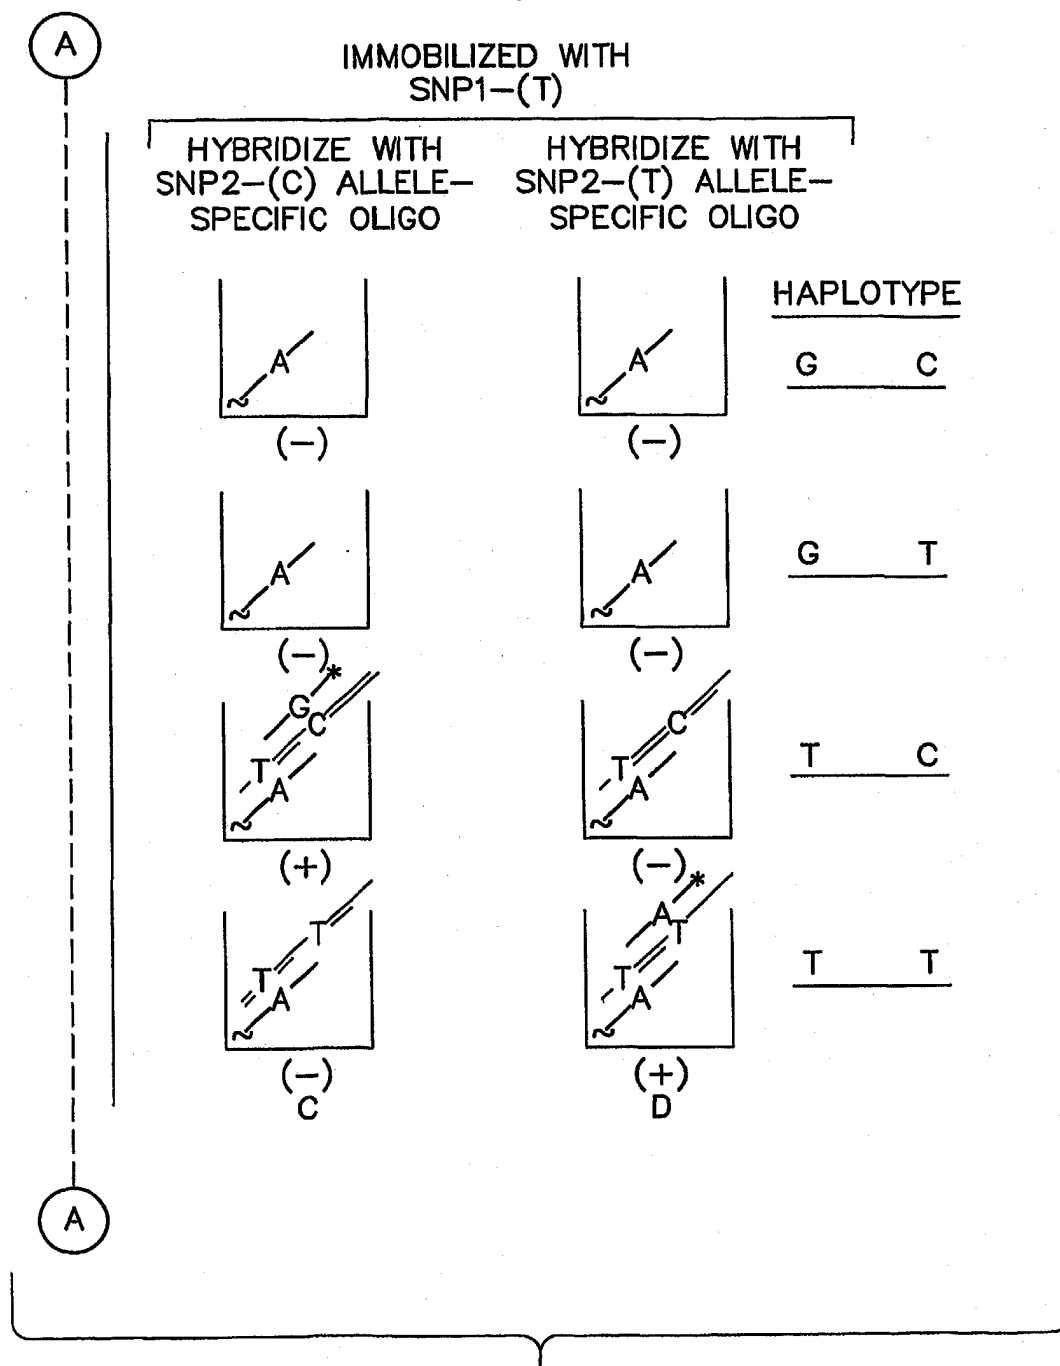 A
IMMOBILIZED WITH
SNP1-(T)
HYBRIDIZE WITH
SNP2-(C) ALLELE-
SPECIFIC OLIGO
HYBRIDIZE WITH
SNP2-(T) ALLELE-
SPECIFIC OLIGO
HAPLOTYPE
~ A
(-)
~ A
(-)
G C
~ A
(-)
~ A
(-)
G T
*
G
C
T
~ A
(+)
C
T
~ A
(-)
T C
T
T
~ A
(-)
C
*
A
T
T
~ A
(+)
D
T T
A